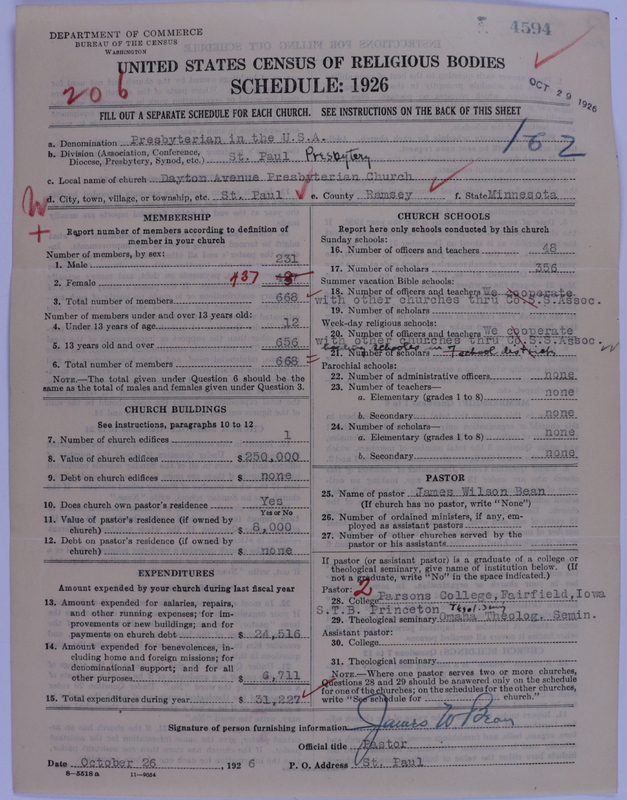 4594
DEPARTMENT OF COMMERCE
BUREAU OF THE CENSUS
WASHINGTON
UNITED STATES CENSUS OF RELIGIOUS BODIES
SCHEDULE: 1926
OCT 29 1926
206
FILL OUT A SEPARATE SCHEDULE FOR EACH CHURCH. SEE INSTRUCTIONS ON THE BACK OF THIS SHEET
162
a. Denomination Presbyterian in the U.S.A.
b. Division (Association, Conference, Diocese, Presbytery, Synod, etc.) St. Paul Presbytery
c. Local name of church Dayton Avenue Presbyterian Church
d. City, town, village, or township, etc. St. Paul e. County Ramsey f. State Minnesota
MEMBERSHIP
Report number of members according to definition of
member in your church
Number of members, by sex:
1. Male 231
2. Female 437
3. Total number of members 668
Number of members under and over 13 years old:
4. Under 13 years of age 12
5. 13 years old and over 656
6. Total number of members 668
NOTE.—The total given under Question 6 should be the
same as the total of males and females given under Question 3.
CHURCH BUILDINGS
See instructions, paragraphs 10 to 12
7. Number of church edifices 1
8. Value of church edifices $250,000
9. Debt on church edifices $ none
10. Does church own pastor's residence Yes
Yes or No
11. Value of pastor's residence (if owned by
church) $ 8,000
12. Debt on pastor's residence (if owned by
church) $ none
EXPENDITURES
Amount expended by your church during last fiscal year
13. Amount expended for salaries, repairs,
and other running expenses; for im-
provements or new buildings; and for
payments on church debt $ 24,516
14. Amount expended for benevolences, in-
cluding home and foreign missions; for
denominational support; and for all
other purposes $ 6,711
15. Total expenditures during year $ 31,227
CHURCH SCHOOLS
Report here only schools conducted by this church
Sunday schools:
16. Number of officers and teachers 48
17. Number of scholars 356
Summer vacation Bible schools:
18. Number of officers and teachers We cooperate
with other churches thru Co.S.S.Assoc.
19. Number of scholars
Week-day religious schools:
20. Number of officers and teachers We cooperate
with other churches thru Co.S.S.Assoc.
21. Number of scholars 7 school districts
Parochial schools:
22. Number of administrative officers none
23. Number of teachers—
a. Elementary (grades 1 to 8) none
b. Secondary none
24. Number of scholars—
a. Elementary (grades 1 to 8) none
b. Secondary none
PASTOR
25. Name of pastor James Wilson Bean
(If church has no pastor, write "None")
26. Number of ordained ministers, if any, em-
ployed as assistant pastors
27. Number of other churches served by the
pastor or his assistants
If pastor (or assistant pastor) is a graduate of a college or
theological seminary, give name of institution below. (If
not a graduate, write "No" in the space indicated.)
Pastor: 2
28. College Parsons College, Fairfield, Iowa
S.T.B. Princeton Theol. Semy
29. Theological seminary Omaha Theolog. Semin.
Assistant pastor:
30. College
31. Theological seminary
NOTE.—Where one pastor serves two or more churches,
Questions 28 and 29 should be answered only on the schedule
for one of the churches; on the schedules for the other churches,
write "See schedule for church."
Signature of person furnishing information James W Bean
Official title Pastor
Date October 26, 1926 P. O. Address St. Paul
8-5518a 11-9054